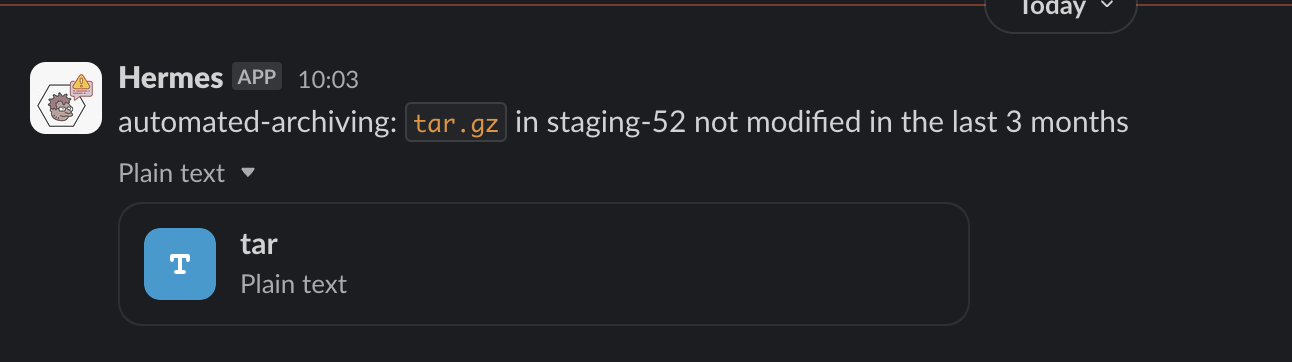 Today
Hermes APP 10:03
automated-archiving: tar.gz in staging-52 not modified in the last 3 months
Plain text
T
tar
Plain text